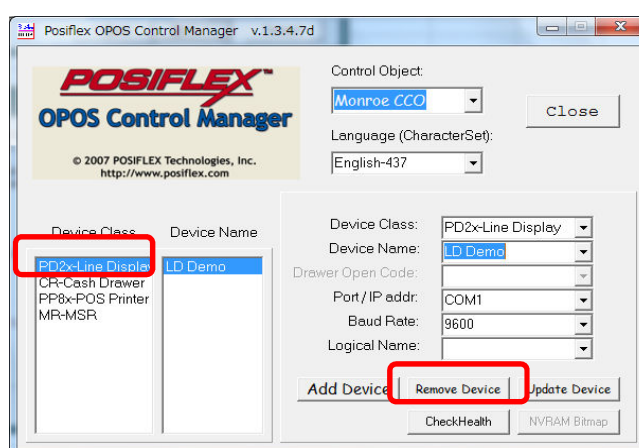 Posiflex OPOS Control Manager v.1.3.4.7d
POSIFLEX™
OPOS Control Manager
© 2007 POSIFLEX Technologies, Inc.
http://www.posiflex.com
Control Object:
Monroe CCO
Close
Language (CharacterSet):
English-437
Device Class Device Name
PD2x-Line Display LD Demo
CR-Cash Drawer
PP8x-POS Printer
MR-MSR
Device Class: PD2x-Line Display
Device Name: LD Demo
Drawer Open Code:
Port / IP addr: COM1
Baud Rate: 9600
Logical Name:
Add Device Remove Device Update Device
CheckHealth NVRAM Bitmap